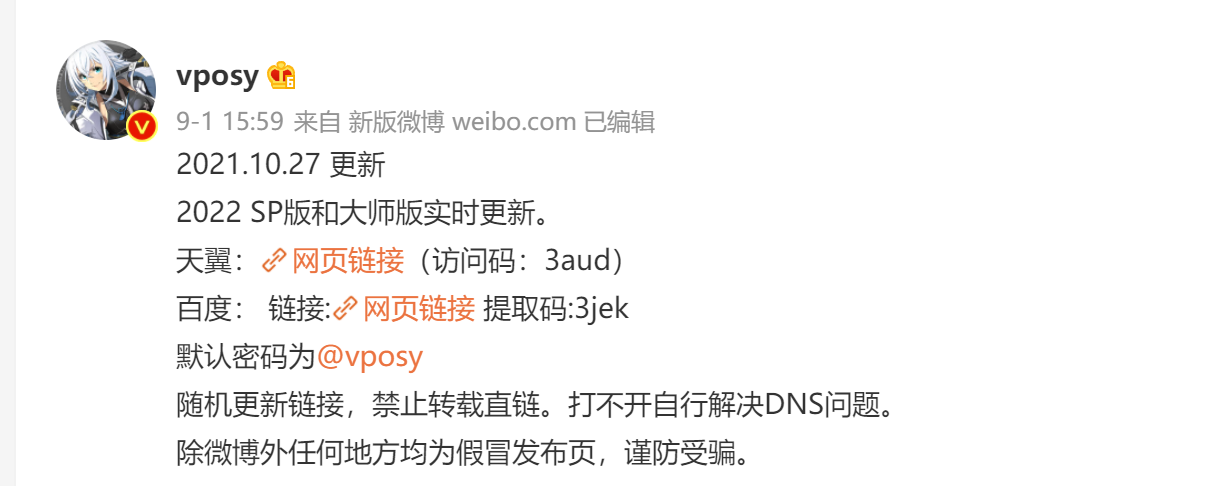 vposy
9-1 15:59 来自 新版微博 weibo.com 已编辑
2021.10.27 更新
2022 SP版和大师版实时更新。
天翼：网页链接（访问码：3aud）
百度： 链接:网页链接 提取码:3jek
默认密码为@vposy
随机更新链接，禁止转载直链。打不开自行解决DNS问题。
除微博外任何地方均为假冒发布页，谨防受骗。